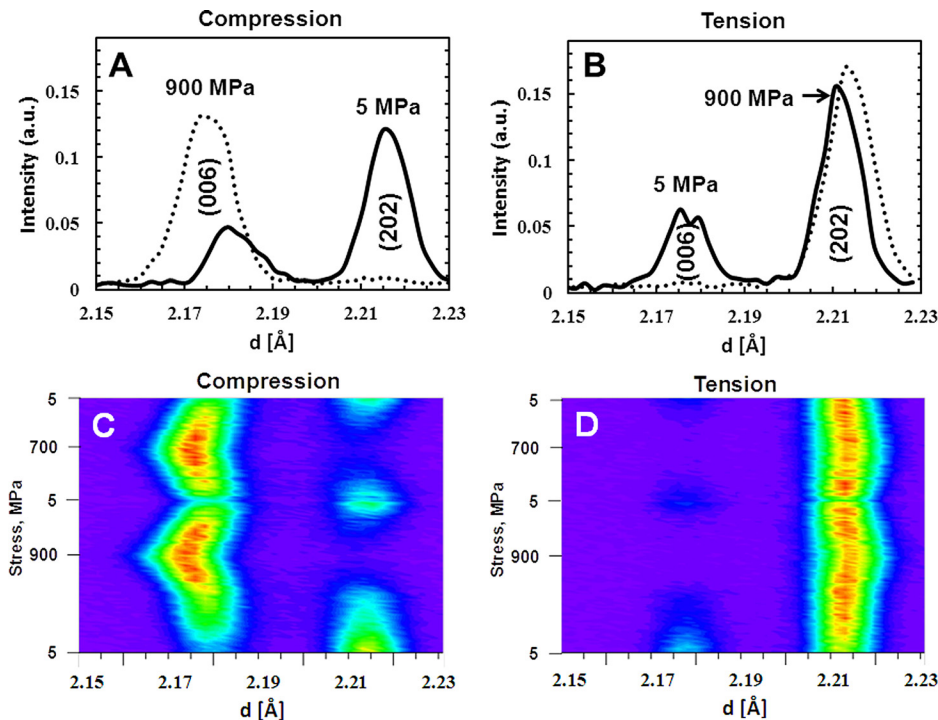 Compression
Tension
A
900 MPa
5 MPa
(006)
(202)
Intensity (a.u.)
0.15
0.1
0.05
0
2.15
2.17
2.19
2.21
2.23
d [Å]
B
900 MPa
5 MPa
(006)
(202)
Intensity (a.u.)
0.15
0.1
0.05
0
2.15
2.17
2.19
2.21
2.23
d [Å]
Compression
C
Stress, MPa
5
700
5
900
5
2.15
2.17
2.19
2.21
2.23
d [Å]
Tension
D
Stress, MPa
5
700
5
900
5
2.15
2.17
2.19
2.21
2.23
d [Å]